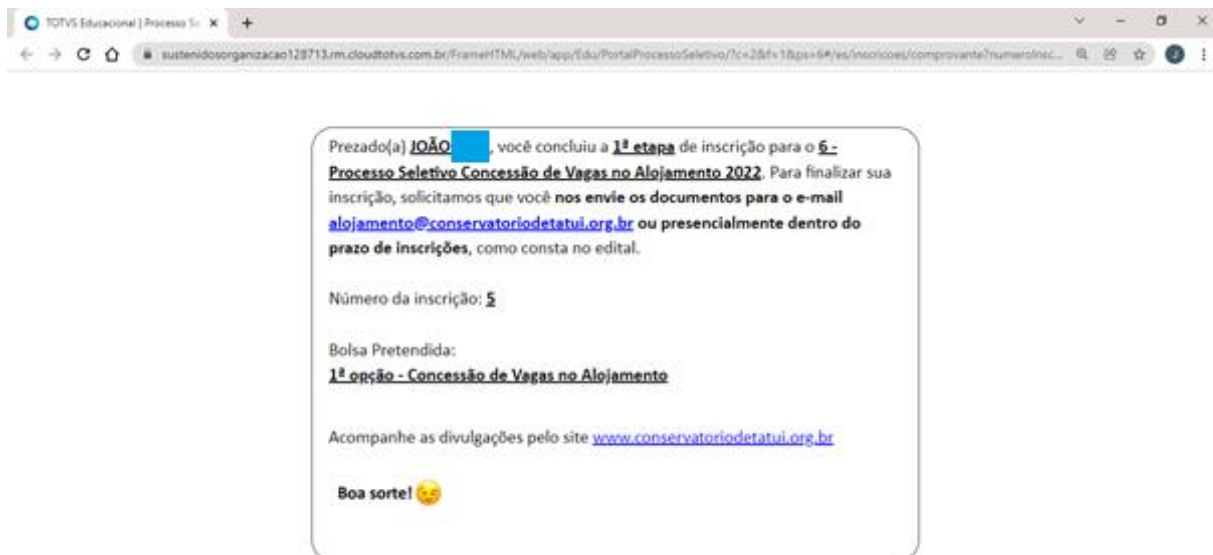 TOTVS Educacional | Processo Se
sustenidosorganizacao128713.rm.cloudtotvs.com.br/FrameHTML/web/app/Edu/PortalProcessoSeletivo/?c=2&f=1&ps=6#/es/inscricoes/comprovante?numeroInsc...
Prezado(a) JOÃO , você concluiu a 1ª etapa de inscrição para o 6 -
Processo Seletivo Concessão de Vagas no Alojamento 2022. Para finalizar sua
inscrição, solicitamos que você nos envie os documentos para o e-mail
alojamento@conservatoriodetatui.org.br ou presencialmente dentro do
prazo de inscrições, como consta no edital.
Número da inscrição: 5
Bolsa Pretendida:
1ª opção - Concessão de Vagas no Alojamento
Acompanhe as divulgações pelo site www.conservatoriodetatui.org.br
Boa sorte!